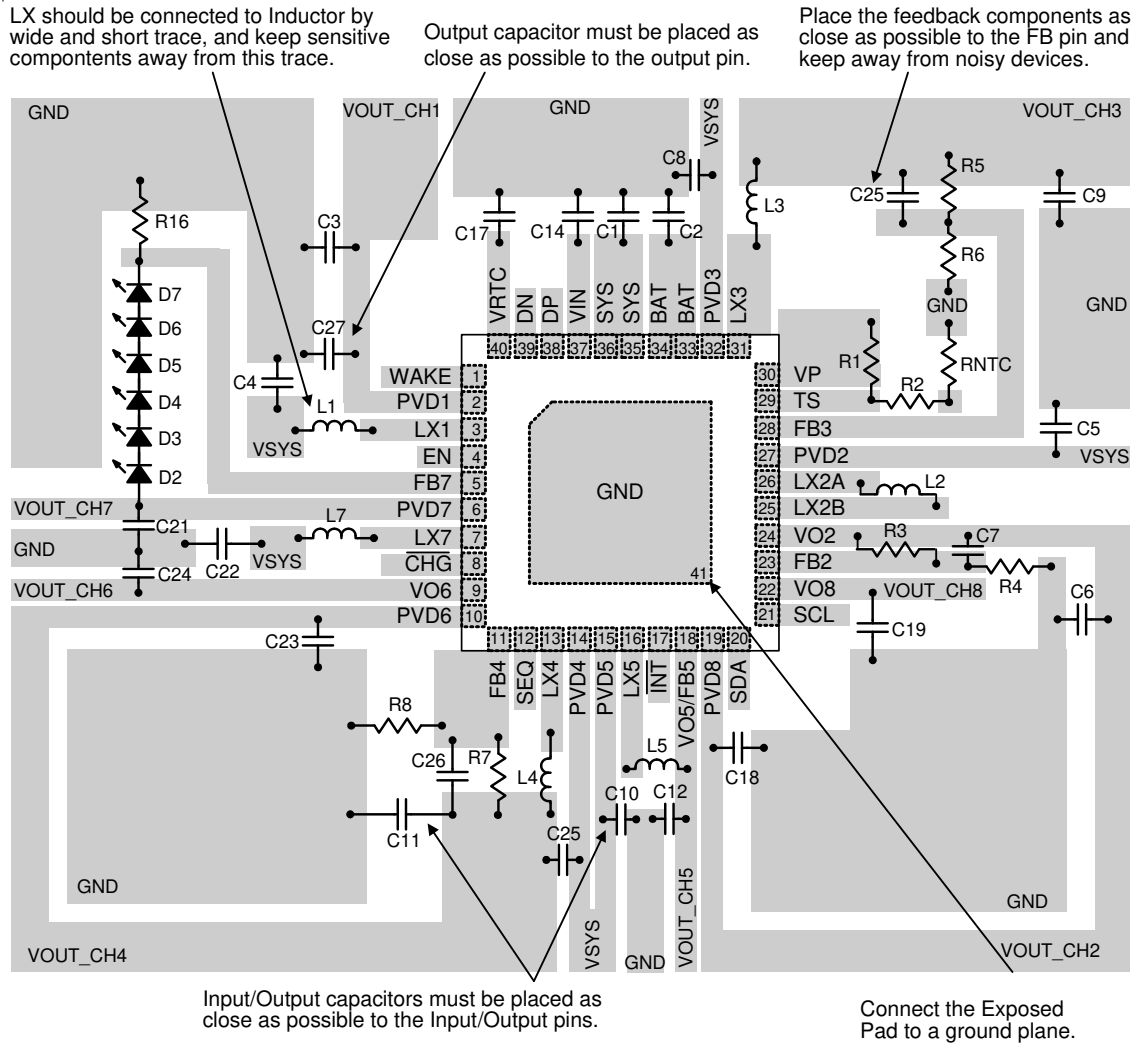 LX should be connected to Inductor by
wide and short trace, and keep sensitive
compontents away from this trace.
Output capacitor must be placed as
close as possible to the output pin.
Place the feedback components as
close as possible to the FB pin and
keep away from noisy devices.
GND
VOUT_CH1
GND
VSYS
VOUT_CH3
C8
R5
R16
C3
L3
C25
C9
C17
C14
C1
C2
R6
D7
D6
D5
D4
D3
D2
GND
GND
VRTC
DN
DP
VIN
SYS
SYS
BAT
BAT
PVD3
LX3
C27
40
39
38
37
36
35
34
33
32
31
R1
RNTC
C4
R2
L1
VSYS
C5
VSYS
WAKE 1
PVD1 2
LX1 3
EN 4
FB7 5
PVD7 6
LX7 7
CHG 8
VO6 9
PVD6 10
30 VP
29 TS
28 FB3
27 PVD2
26 LX2A
25 LX2B
24 VO2
23 FB2
22 VO8
21 SCL
GND
41
L2
VOUT_CH7
C21
L7
GND
C22
VSYS
C24
VOUT_CH6
R3
C7
R4
VOUT_CH8
C6
C19
C23
11
12
13
14
15
16
17
18
19
20
FB4
SEQ
LX4
PVD4
PVD5
LX5
INT
VO5/FB5
PVD8
SDA
R8
C26
R7
L4
L5
C18
C11
C10
C12
C25
GND
GND
VOUT_CH4
VSYS
GND
VOUT_CH5
VOUT_CH2
Input/Output capacitors must be placed as
close as possible to the Input/Output pins.
Connect the Exposed
Pad to a ground plane.